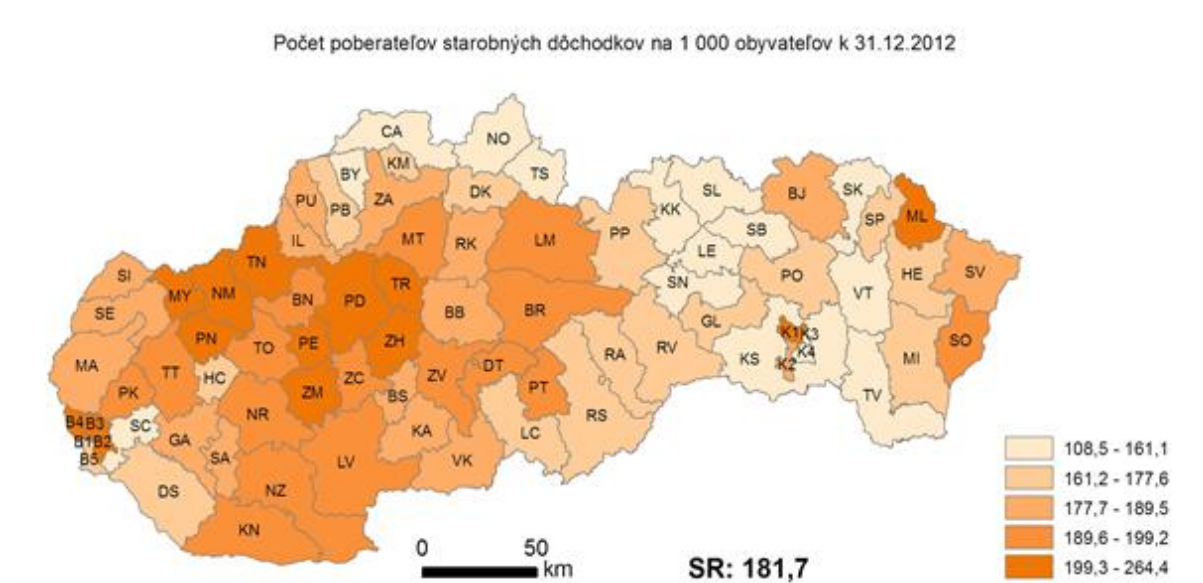 Počet poberateľov starobných dôchodkov na 1 000 obyvateľov k 31.12.2012
CA
NO
BY
KM
TS
PU
PB
ZA
DK
KK
SL
BJ
SK
SP
ML
IL
MT
RK
LM
PP
SB
LE
TN
SI
MY
NM
BN
PD
TR
SN
PO
HE
SV
VT
SE
PN
TO
PE
ZH
BB
BR
GL
K1
K3
K4
K2
KS
MI
SO
MA
TT
HC
ZM
ZC
ZV
DT
PT
RA
RV
PK
BS
TV
B4
B3
B1
B2
B5
SC
GA
NR
KA
LC
RS
SA
LV
VK
DS
NZ
KN
108,5 - 161,1
161,2 - 177,6
177,7 - 189,5
189,6 - 199,2
199,3 - 264,4
0 50
km
SR: 181,7